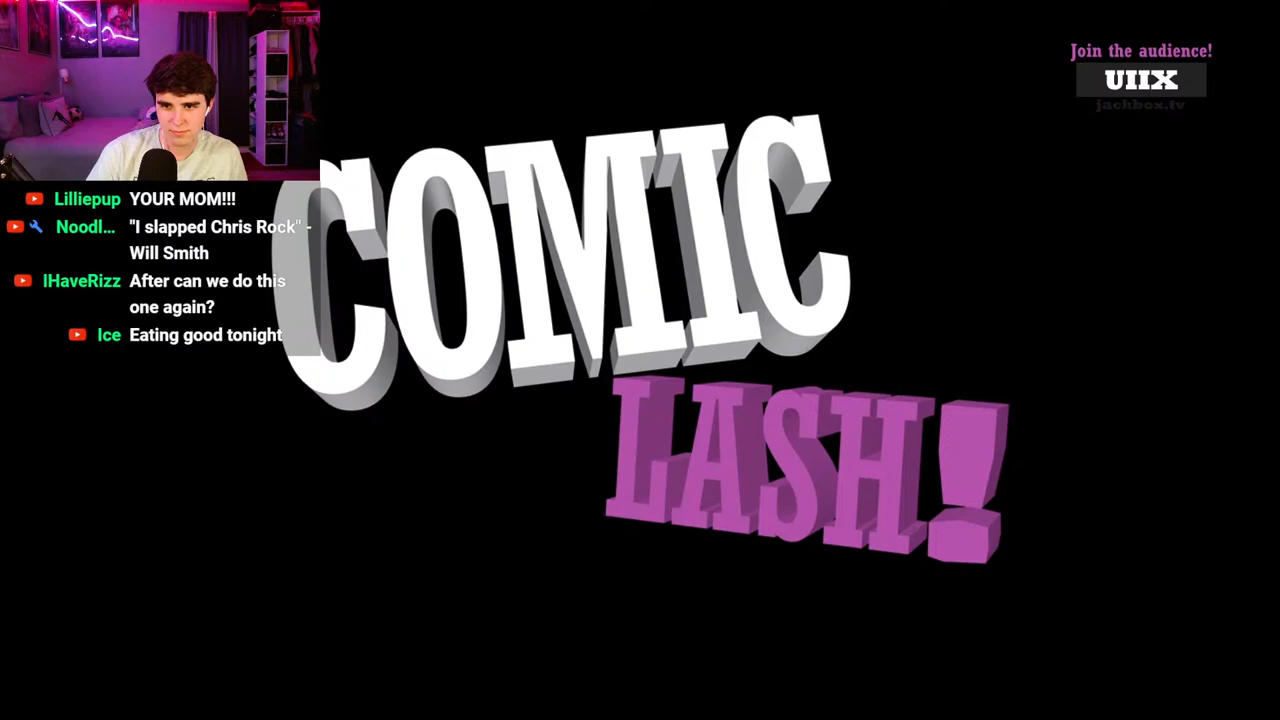 Join the audience!
UIIX
jackbox.tv
COMIC
LASH!
Lilliepup YOUR MOM!!!
Noodl... "I slapped Chris Rock" -
Will Smith
IHaveRizz After can we do this
one again?
Ice Eating good tonight